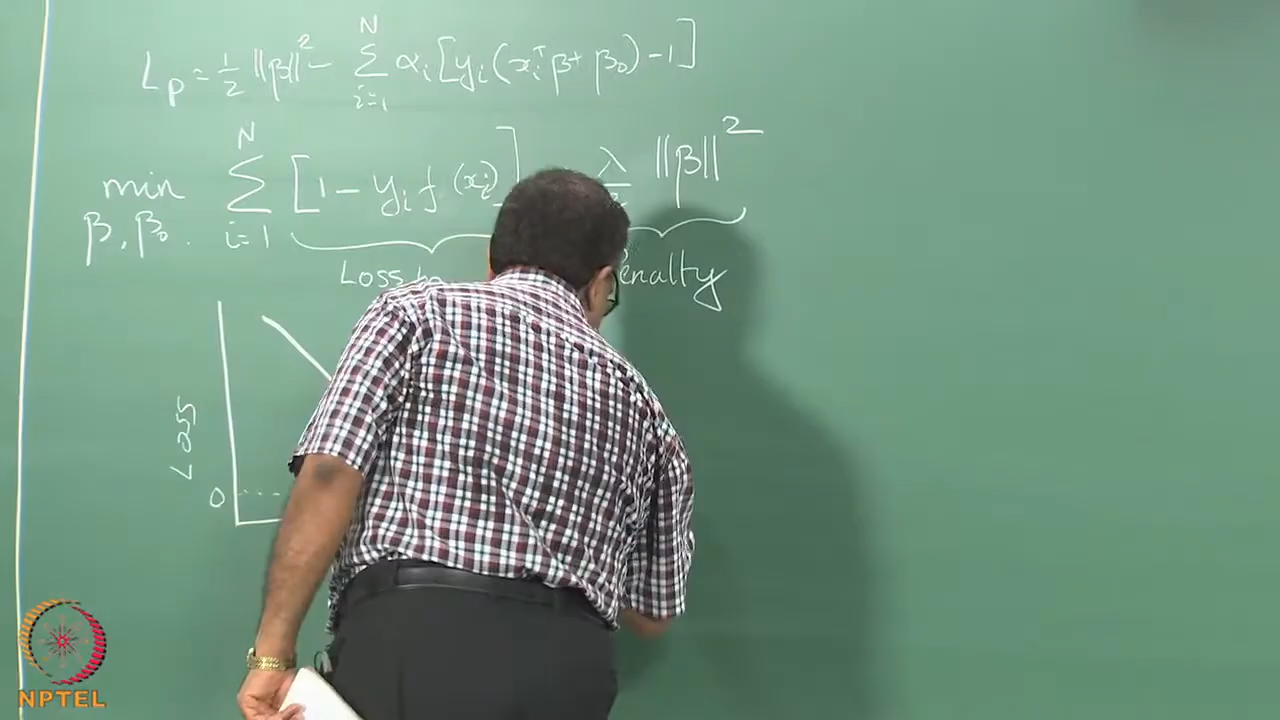 L_P = 1/2 ||β||² - Σ_{i=1}^{N} α_i [y_i (x_i^T β + β_0) - 1]
min β, β_0. Σ_{i=1}^{N} [1 - y_i f(x_i)] λ/2 ||β||²
Loss enalty
Loss
0
NPTEL